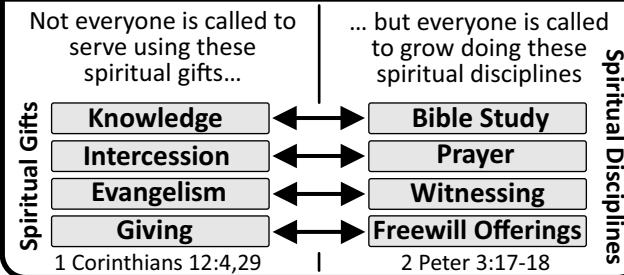 Not everyone is called to
serve using these
spiritual gifts...
... but everyone is called
to grow doing these
spiritual disciplines
Spiritual Gifts
Knowledge
Intercession
Evangelism
Giving
1 Corinthians 12:4,29
Bible Study
Prayer
Witnessing
Freewill Offerings
2 Peter 3:17-18
Spiritual Disciplines